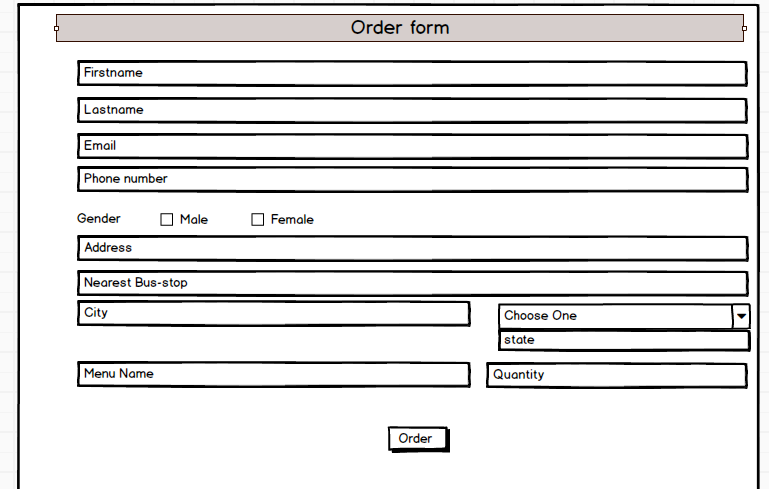 Order form
Firstname
Lastname
Email
Phone number
Gender Male Female
Address
Nearest Bus-stop
City Choose One
state
Menu Name Quantity
Order